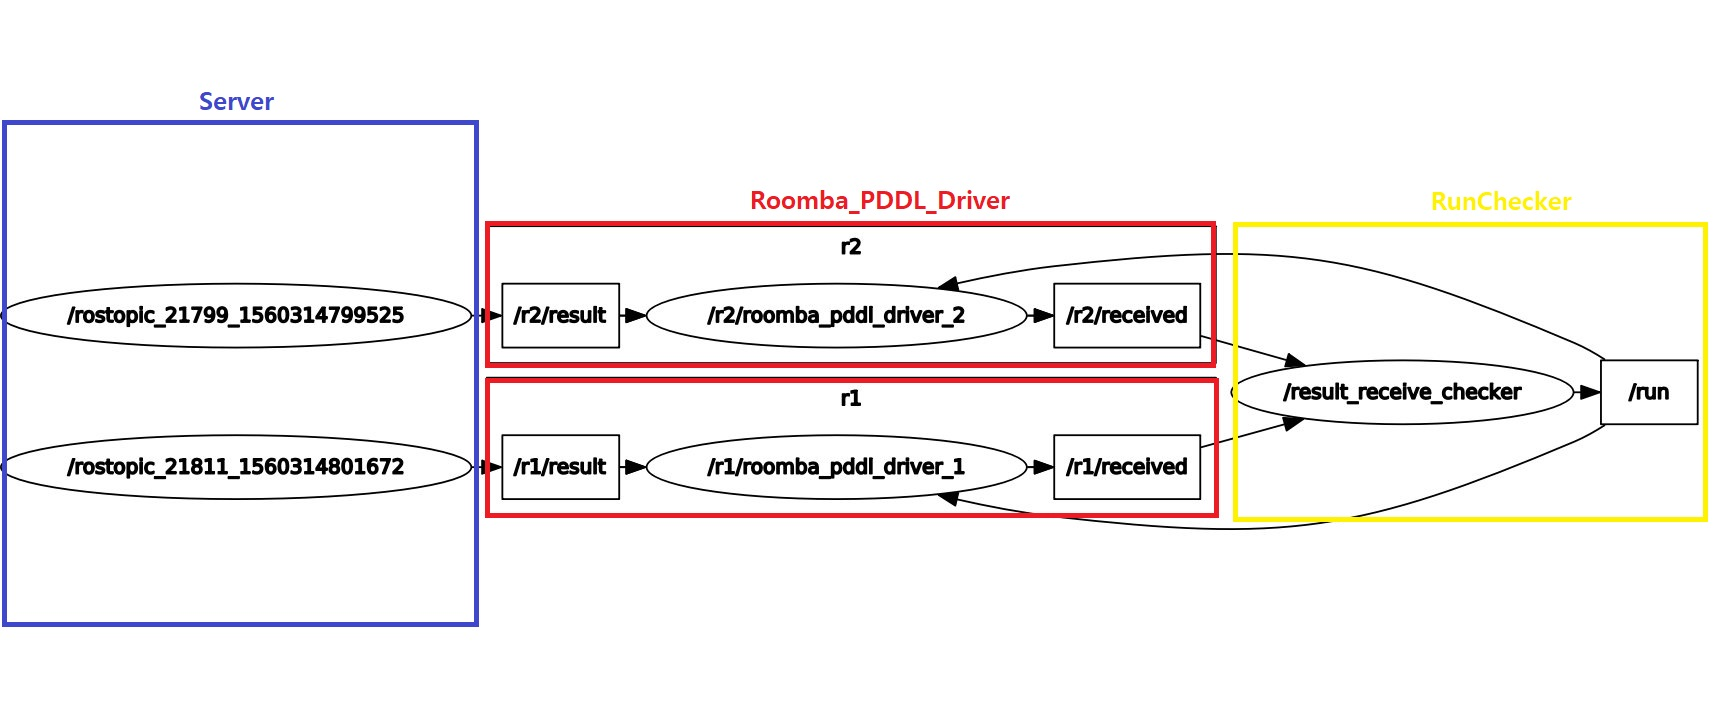 Server
Roomba_PDDL_Driver
RunChecker
r2
/rostopic_21799_1560314799525
/r2/result
/r2/roomba_pddl_driver_2
/r2/received
/result_receive_checker
/run
r1
/rostopic_21811_1560314801672
/r1/result
/r1/roomba_pddl_driver_1
/r1/received